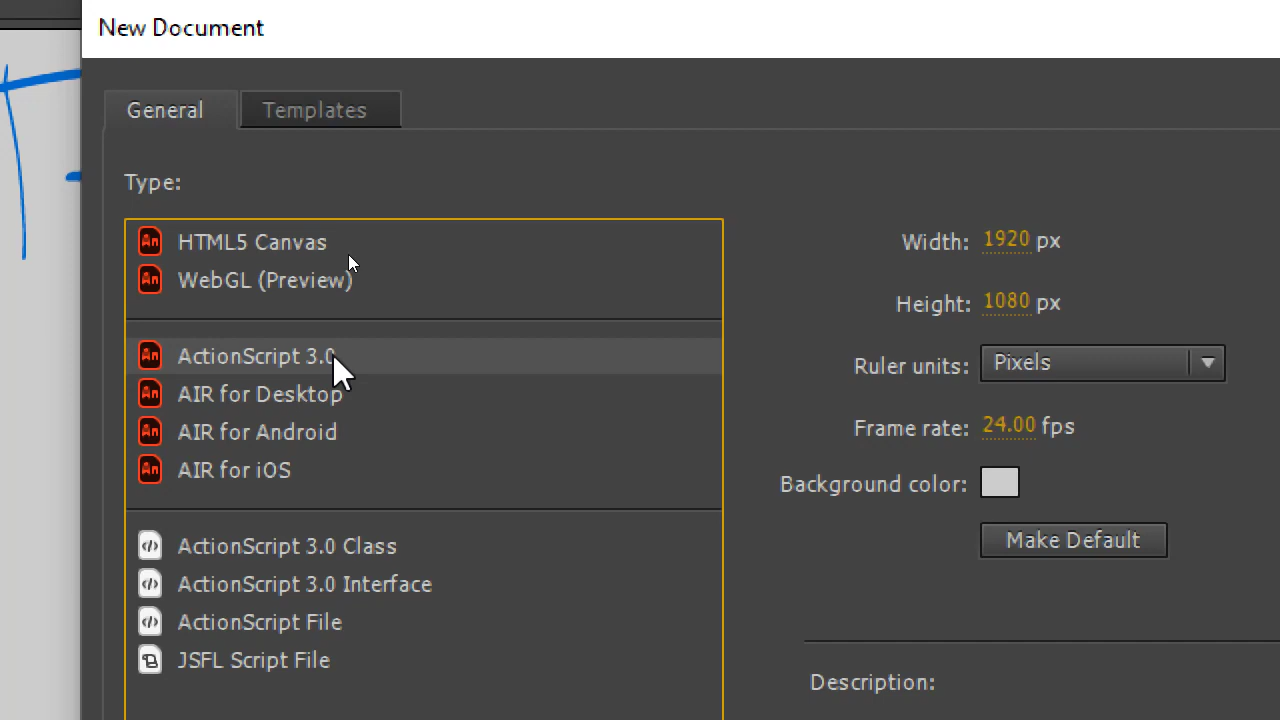 New Document
General
Templates
Type:
HTML5 Canvas
WebGL (Preview)
ActionScript 3.0
AIR for Desktop
AIR for Android
AIR for iOS
ActionScript 3.0 Class
ActionScript 3.0 Interface
ActionScript File
JSFL Script File
Width: 1920 px
Height: 1080 px
Ruler units: Pixels
Frame rate: 24.00 fps
Background color:
Make Default
Description: